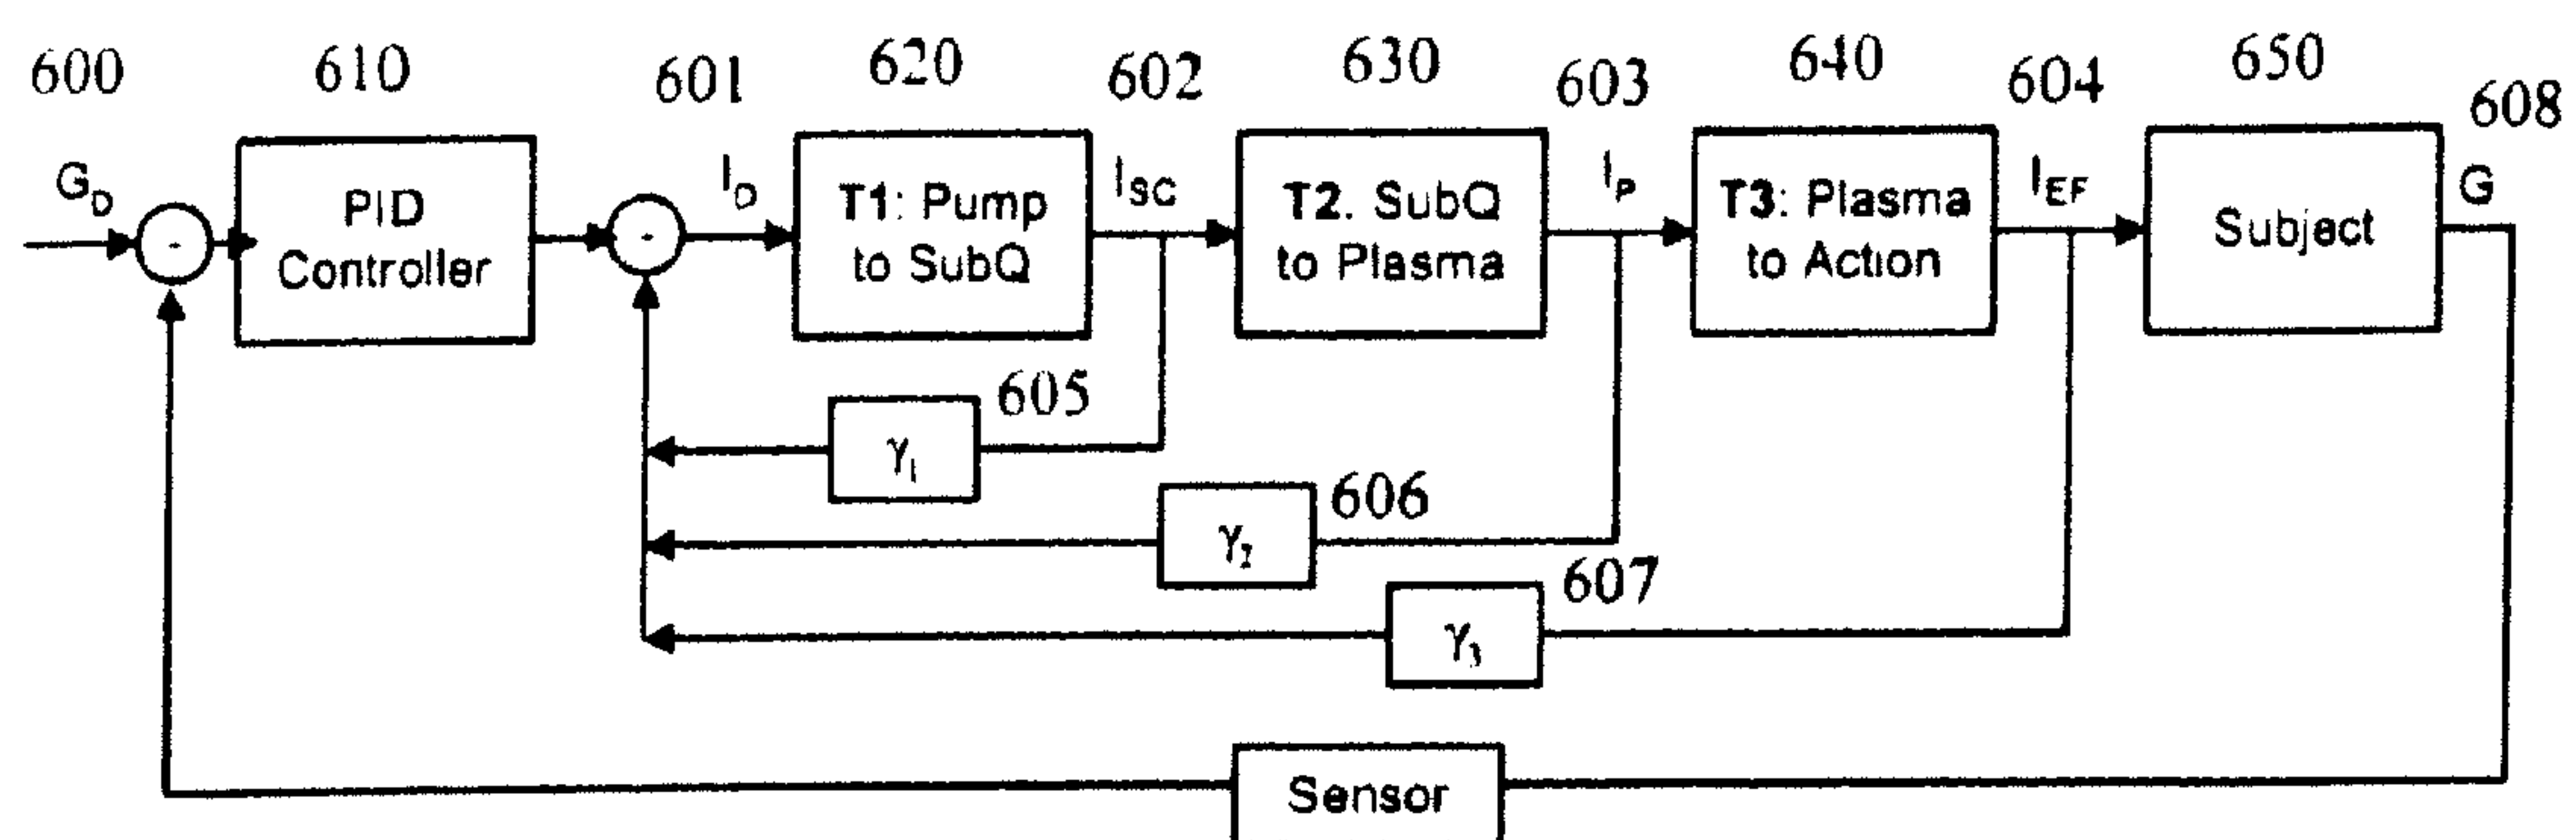 600 610 601 620 602 630 603 640 604 650 608
G_D PID Controller I_D T1: Pump to SubQ I_SC T2. SubQ to Plasma I_P T3: Plasma to Action I_EF Subject G
-
-
γ₁ 605
γ₂ 606
γ₃ 607
Sensor